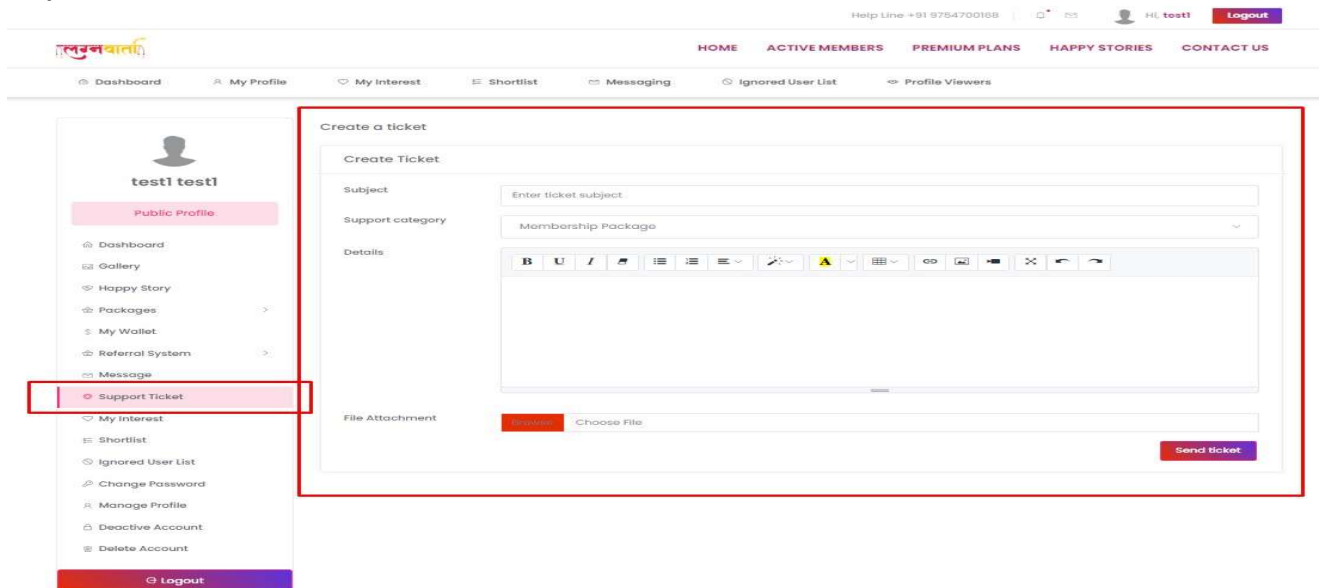 Help Line +91 9754700168
Hi, test1
Logout
लग्नवार्ता
HOME ACTIVE MEMBERS PREMIUM PLANS HAPPY STORIES CONTACT US
Dashboard My Profile My Interest Shortlist Messaging Ignored User List Profile Viewers
test1 test1
Public Profile
Dashboard
Gallery
Happy Story
Packages
My Wallet
Referral System
Message
Support Ticket
My Interest
Shortlist
Ignored User List
Change Password
Manage Profile
Deactive Account
Delete Account
Logout
Create a ticket
Create Ticket
Subject
Enter ticket subject
Support category
Membership Package
Details
B U I A
File Attachment
Browse Choose File
Send ticket